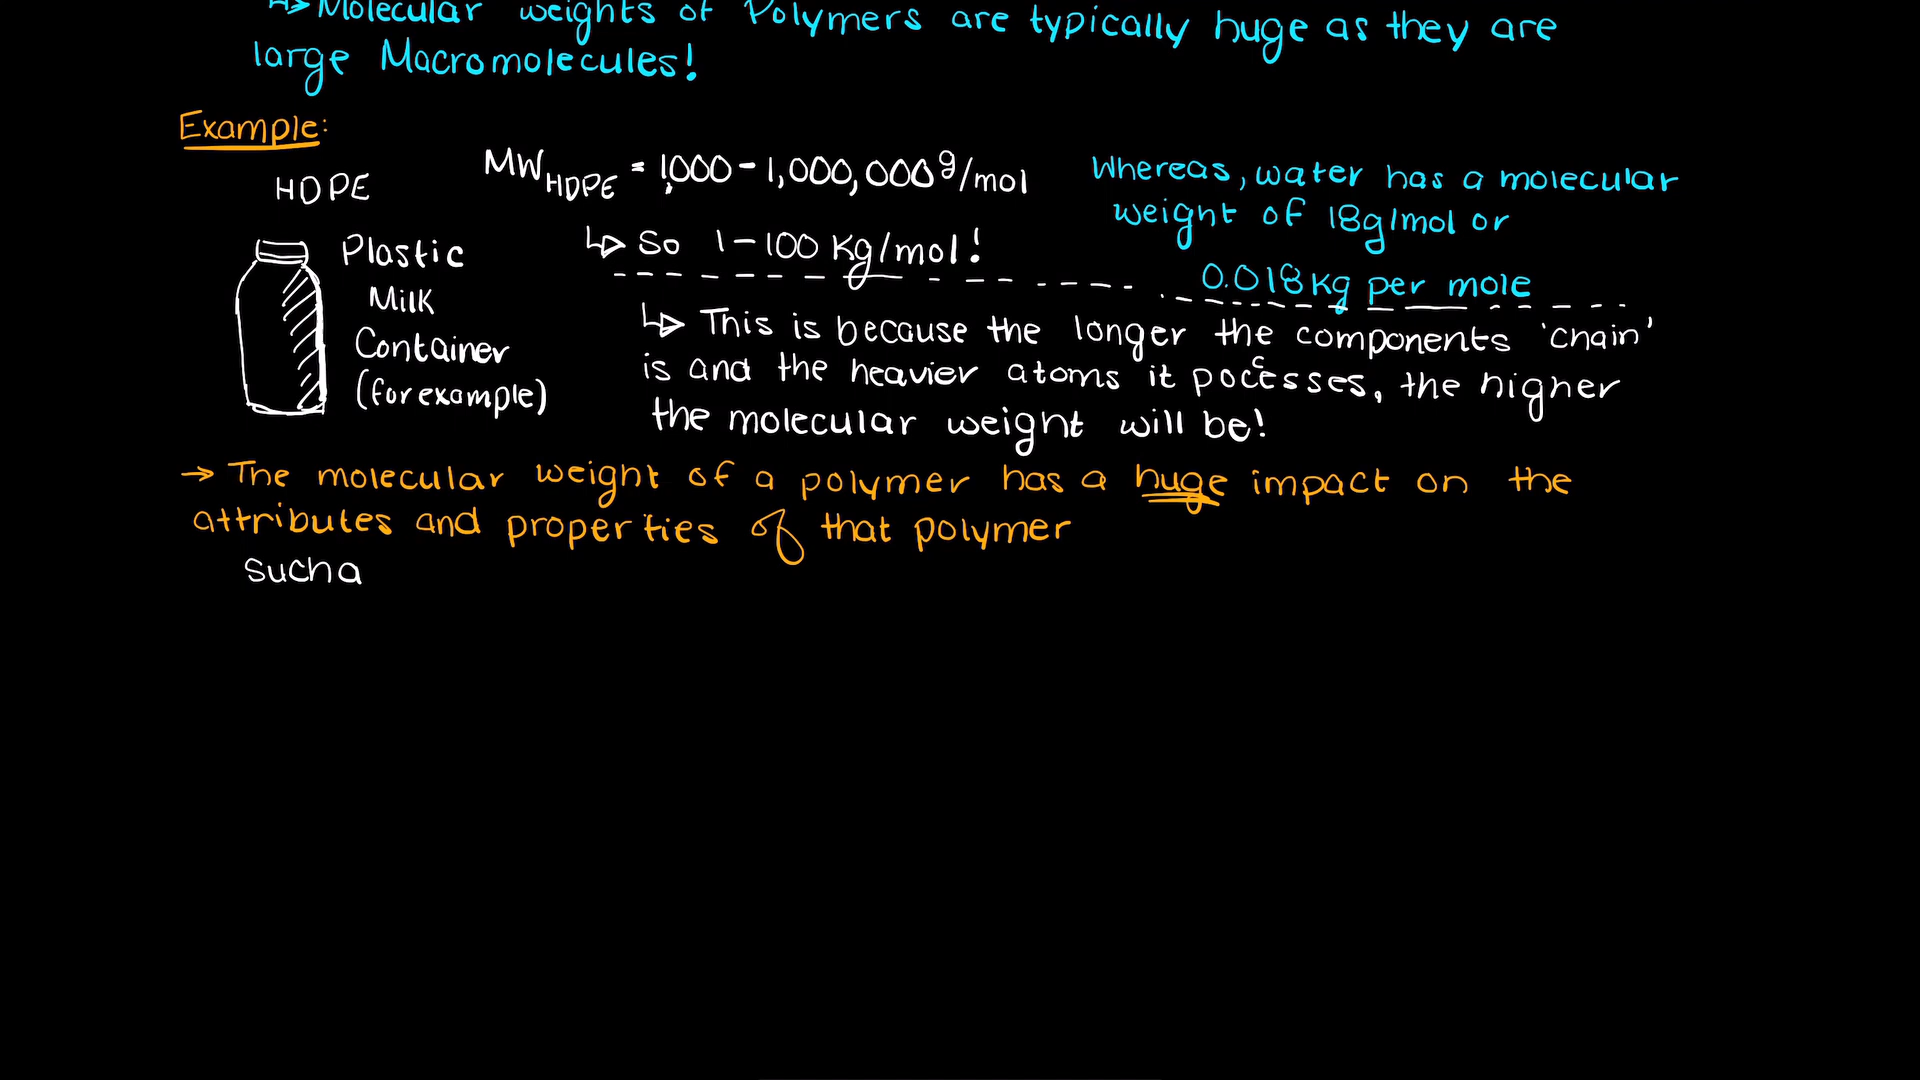 ↳ Molecular weights of Polymers are typically huge as they are
large Macromolecules!
Example:
HDPE
Plastic
Milk
Container
(for example)
MW HDPE = 1,000 - 1,000,000 g/mol
↳ So 1-100 Kg/mol!
Whereas, water has a molecular
weight of 18g/mol or
0.018kg per mole
↳ This is because the longer the components 'chain'
is and the heavier atoms it pocesses, the higher
the molecular weight will be!
→ The molecular weight of a polymer has a huge impact on the
attributes and properties of that polymer
such a